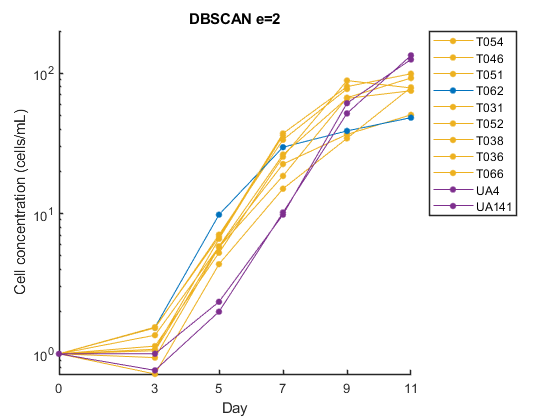 DBSCAN e=2
Cell concentration (cells/mL)
10^2
10^1
10^0
0 3 5 7 9 11
Day
T054
T046
T051
T062
T031
T052
T038
T036
T066
UA4
UA141